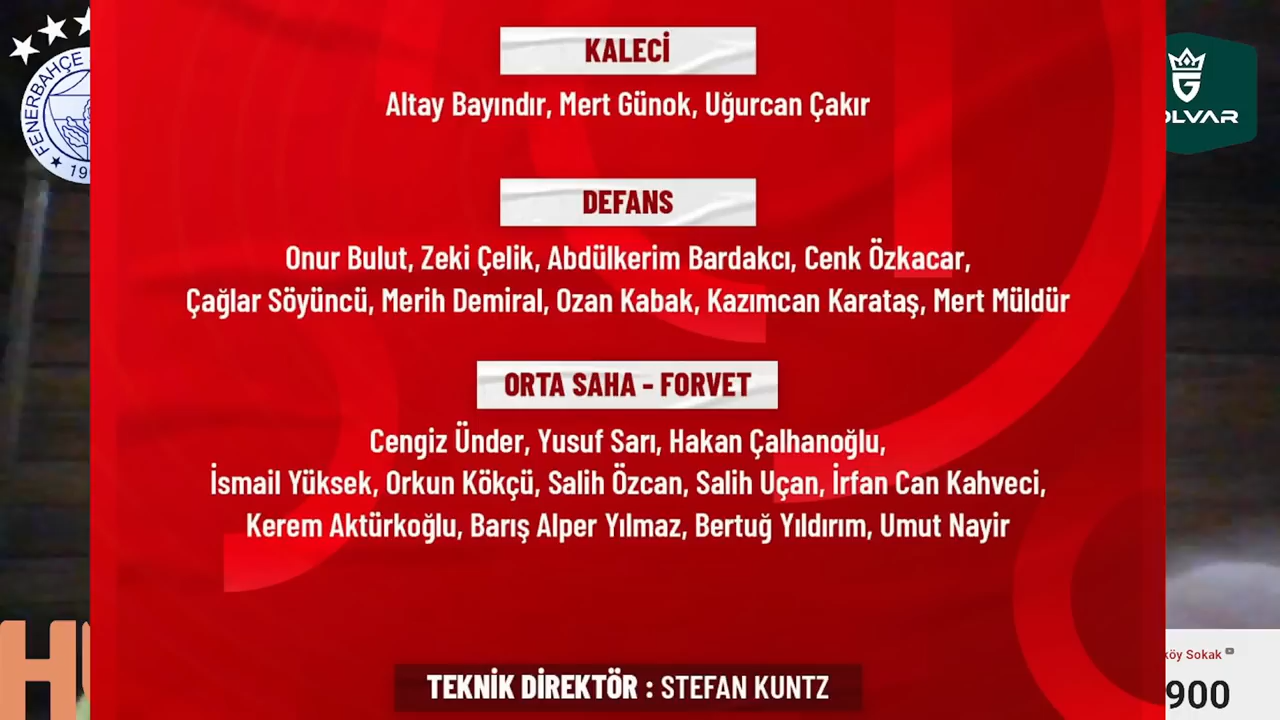 KALECİ
Altay Bayındır, Mert Günok, Uğurcan Çakır
DEFANS
Onur Bulut, Zeki Çelik, Abdülkerim Bardakcı, Cenk Özkacar,
Çağlar Söyüncü, Merih Demiral, Ozan Kabak, Kazımcan Karataş, Mert Müldür
ORTA SAHA - FORVET
Cengiz Ünder, Yusuf Sarı, Hakan Çalhanoğlu,
İsmail Yüksek, Orkun Kökçü, Salih Özcan, Salih Uçan, İrfan Can Kahveci,
Kerem Aktürkoğlu, Barış Alper Yılmaz, Bertuğ Yıldırım, Umut Nayir
TEKNİK DİREKTÖR : STEFAN KUNTZ
FENERBAHÇE
Sokak
900